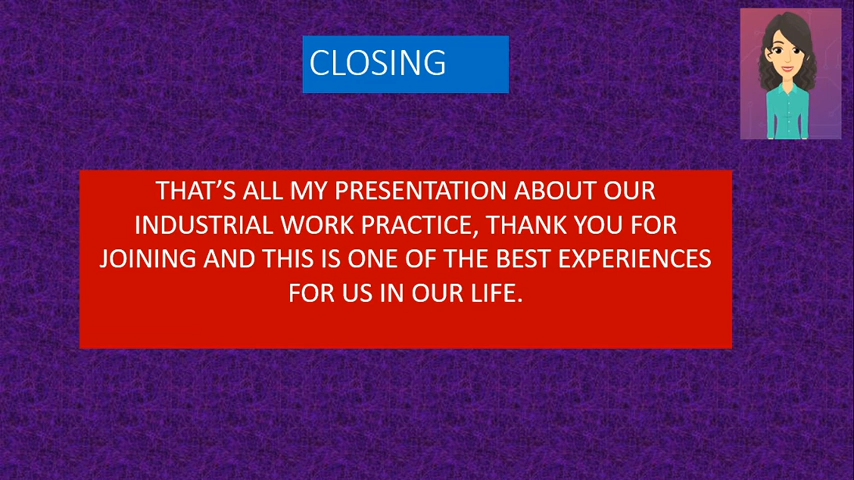 CLOSING
THAT’S ALL MY PRESENTATION ABOUT OUR
INDUSTRIAL WORK PRACTICE, THANK YOU FOR
JOINING AND THIS IS ONE OF THE BEST EXPERIENCES
FOR US IN OUR LIFE.